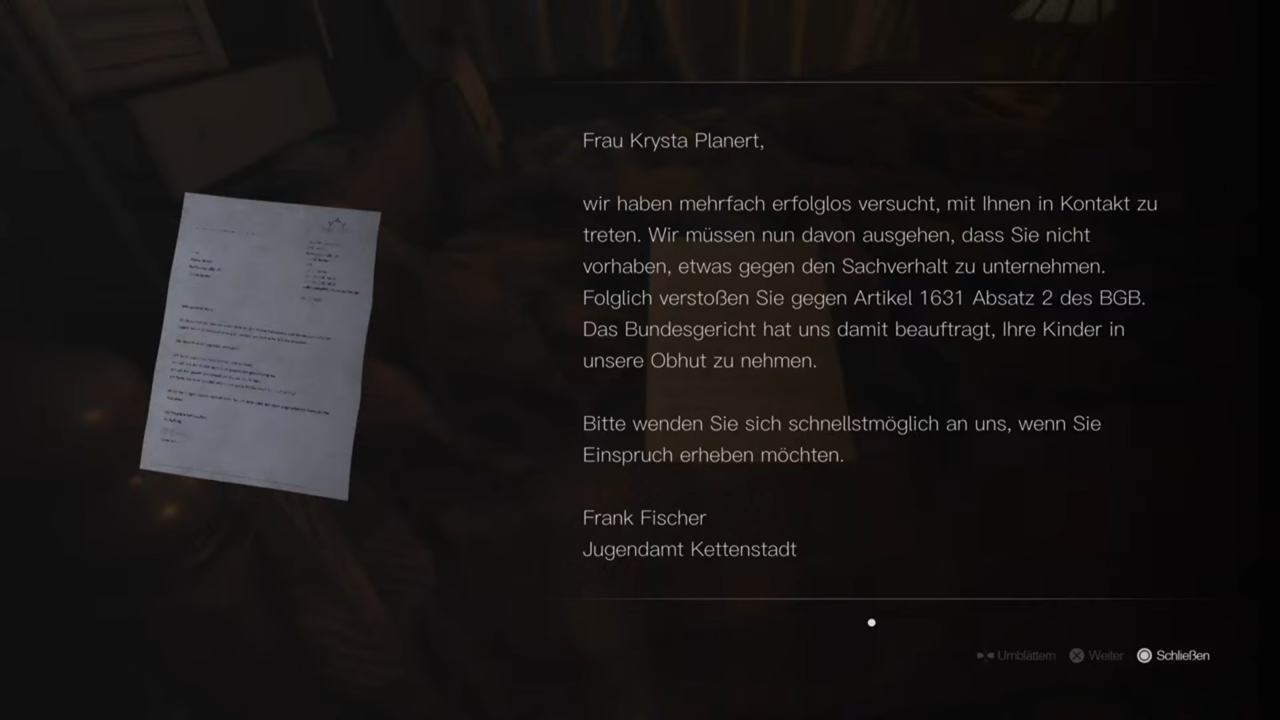 Frau Krysta Planert,
wir haben mehrfach erfolglos versucht, mit Ihnen in Kontakt zu
treten. Wir müssen nun davon ausgehen, dass Sie nicht
vorhaben, etwas gegen den Sachverhalt zu unternehmen.
Folglich verstoßen Sie gegen Artikel 1631 Absatz 2 des BGB.
Das Bundesgericht hat uns damit beauftragt, Ihre Kinder in
unsere Obhut zu nehmen.
Bitte wenden Sie sich schnellstmöglich an uns, wenn Sie
Einspruch erheben möchten.
Frank Fischer
Jugendamt Kettenstadt
Umblättern Weiter Schließen